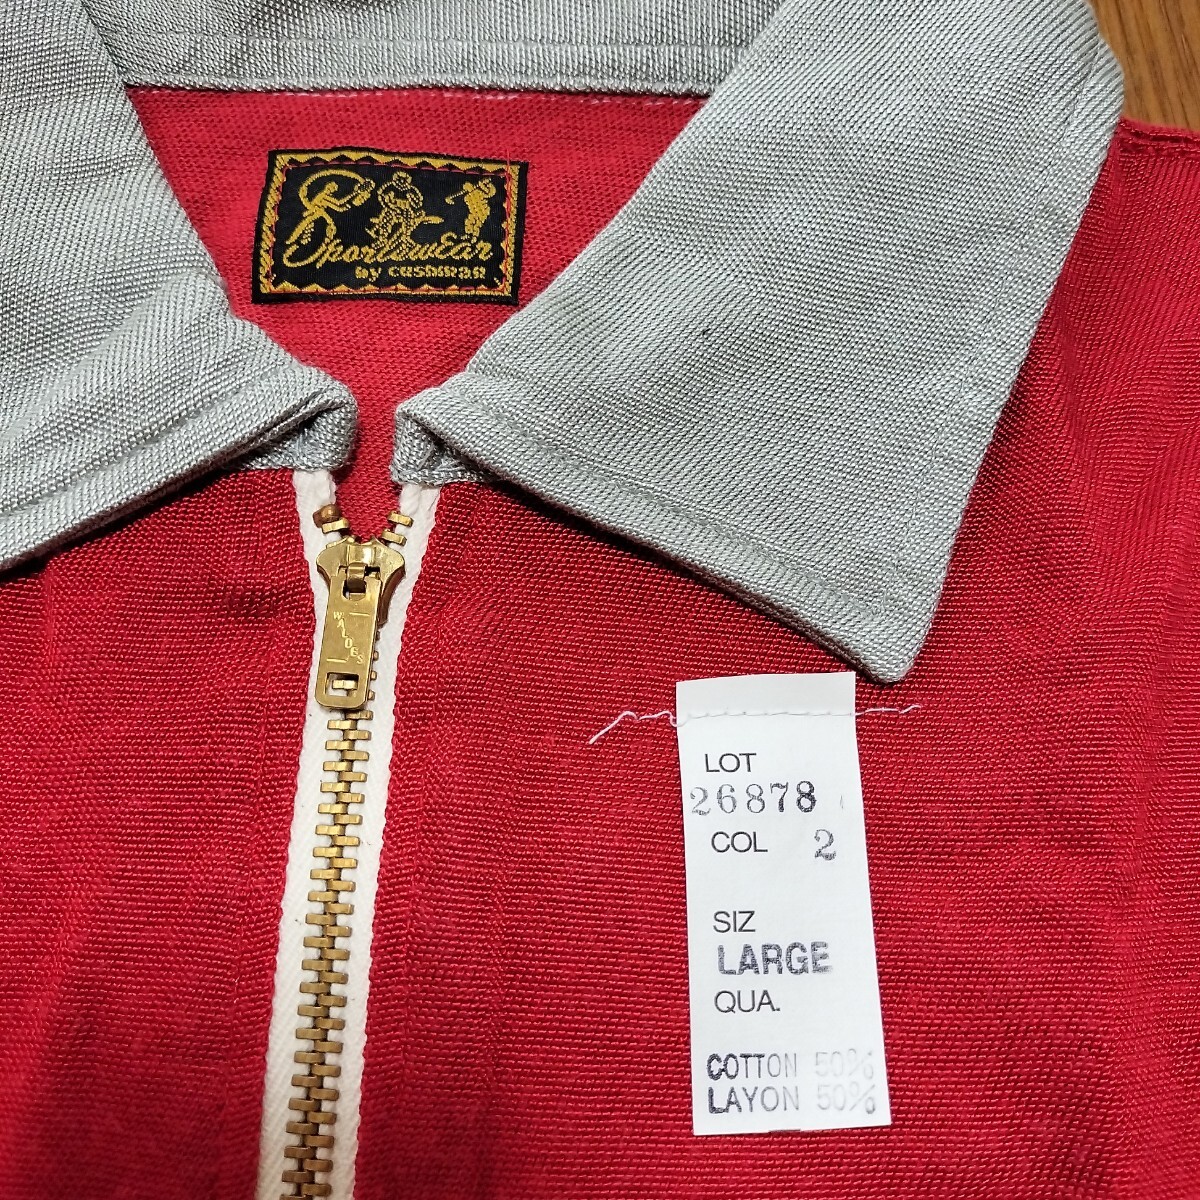 Sportswear
by cushman
WALDES
LOT
26878
COL 2
SIZ
LARGE
QUA.
COTTON 50%
LAYON 50%